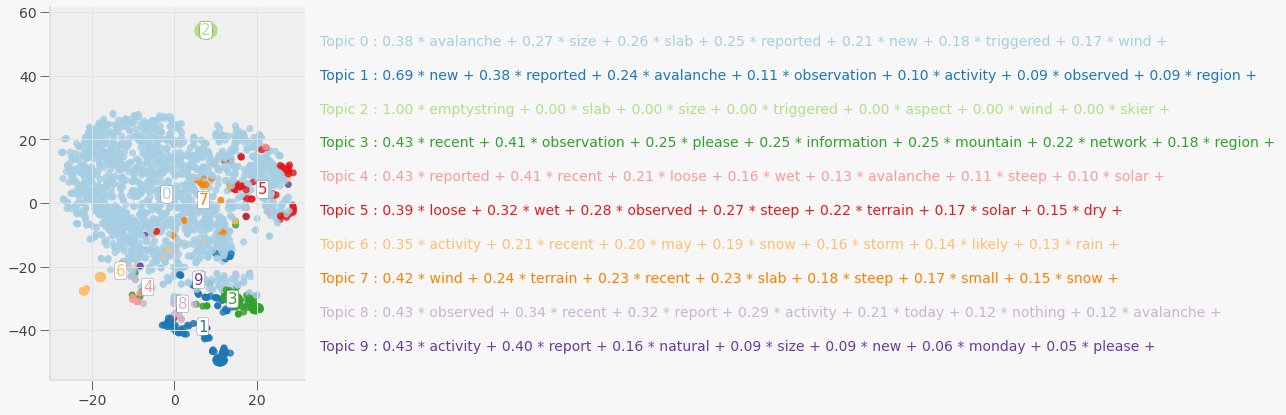 60
40
20
0
−20
−40
−20 0 20
2
0
5
7
6
9
4
8
3
1
Topic 0 : 0.38 * avalanche + 0.27 * size + 0.26 * slab + 0.25 * reported + 0.21 * new + 0.18 * triggered + 0.17 * wind +
Topic 1 : 0.69 * new + 0.38 * reported + 0.24 * avalanche + 0.11 * observation + 0.10 * activity + 0.09 * observed + 0.09 * region +
Topic 2 : 1.00 * emptystring + 0.00 * slab + 0.00 * size + 0.00 * triggered + 0.00 * aspect + 0.00 * wind + 0.00 * skier +
Topic 3 : 0.43 * recent + 0.41 * observation + 0.25 * please + 0.25 * information + 0.25 * mountain + 0.22 * network + 0.18 * region +
Topic 4 : 0.43 * reported + 0.41 * recent + 0.21 * loose + 0.16 * wet + 0.13 * avalanche + 0.11 * steep + 0.10 * solar +
Topic 5 : 0.39 * loose + 0.32 * wet + 0.28 * observed + 0.27 * steep + 0.22 * terrain + 0.17 * solar + 0.15 * dry +
Topic 6 : 0.35 * activity + 0.21 * recent + 0.20 * may + 0.19 * snow + 0.16 * storm + 0.14 * likely + 0.13 * rain +
Topic 7 : 0.42 * wind + 0.24 * terrain + 0.23 * recent + 0.23 * slab + 0.18 * steep + 0.17 * small + 0.15 * snow +
Topic 8 : 0.43 * observed + 0.34 * recent + 0.32 * report + 0.29 * activity + 0.21 * today + 0.12 * nothing + 0.12 * avalanche +
Topic 9 : 0.43 * activity + 0.40 * report + 0.16 * natural + 0.09 * size + 0.09 * new + 0.06 * monday + 0.05 * please +